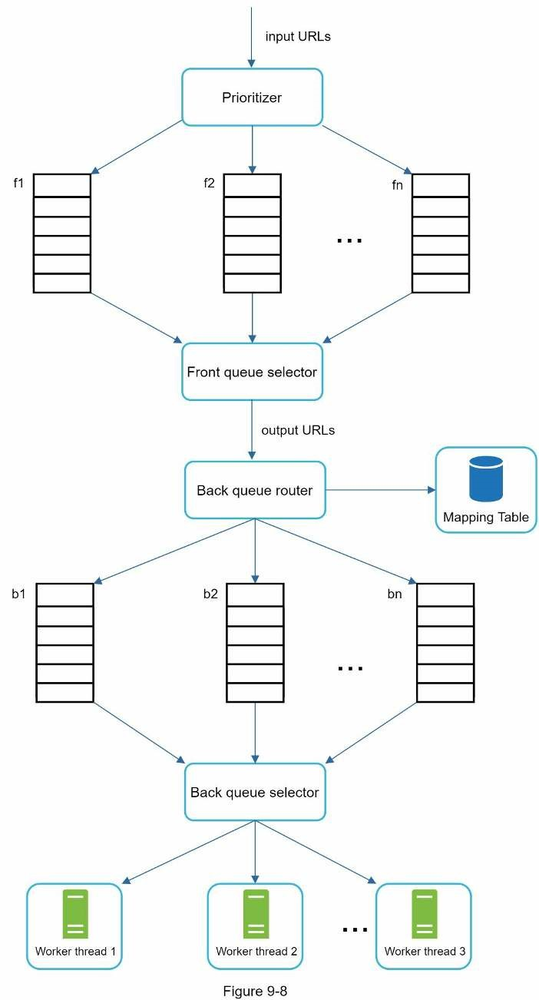 input URLs
Prioritizer
f1
f2
fn
...
Front queue selector
output URLs
Back queue router
Mapping Table
b1
b2
bn
...
Back queue selector
...
Worker thread 1
Worker thread 2
Worker thread 3
Figure 9-8